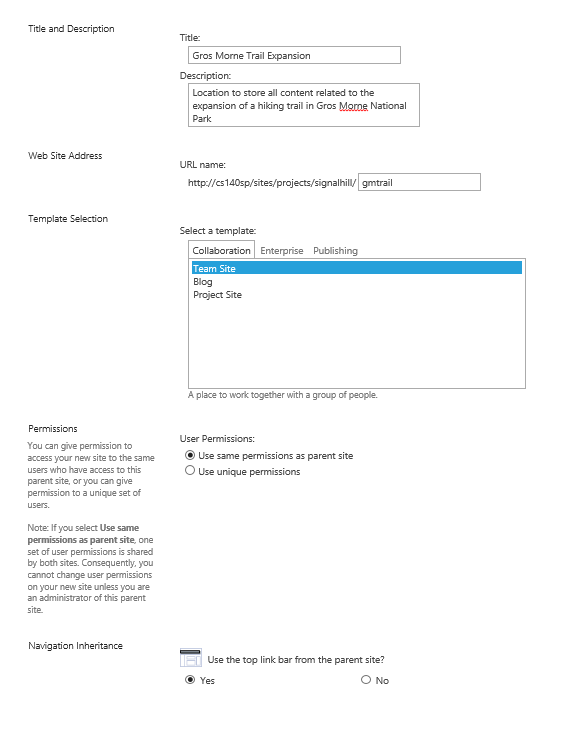 Title and Description
Title:
Gros Morne Trail Expansion
Description:
Location to store all content related to the
expansion of a hiking trail in Gros Morne National
Park
Web Site Address
URL name:
http://cs140sp/sites/projects/signalhill/ gmtrail
Template Selection
Select a template:
Collaboration Enterprise Publishing
Team Site
Blog
Project Site
A place to work together with a group of people.
Permissions
You can give permission to
access your new site to the same
users who have access to this
parent site, or you can give
permission to a unique set of
users.
Note: If you select Use same
permissions as parent site, one
set of user permissions is shared
by both sites. Consequently, you
cannot change user permissions
on your new site unless you are
an administrator of this parent
site.
User Permissions:
Use same permissions as parent site
Use unique permissions
Navigation Inheritance
Use the top link bar from the parent site?
Yes No